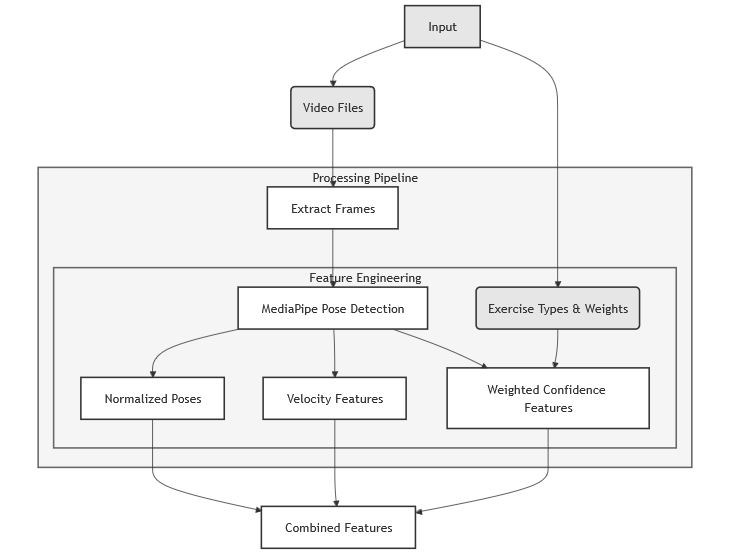 Input
Video Files
Processing Pipeline
Extract Frames
Feature Engineering
MediaPipe Pose Detection
Exercise Types & Weights
Normalized Poses
Velocity Features
Weighted Confidence
Features
Combined Features